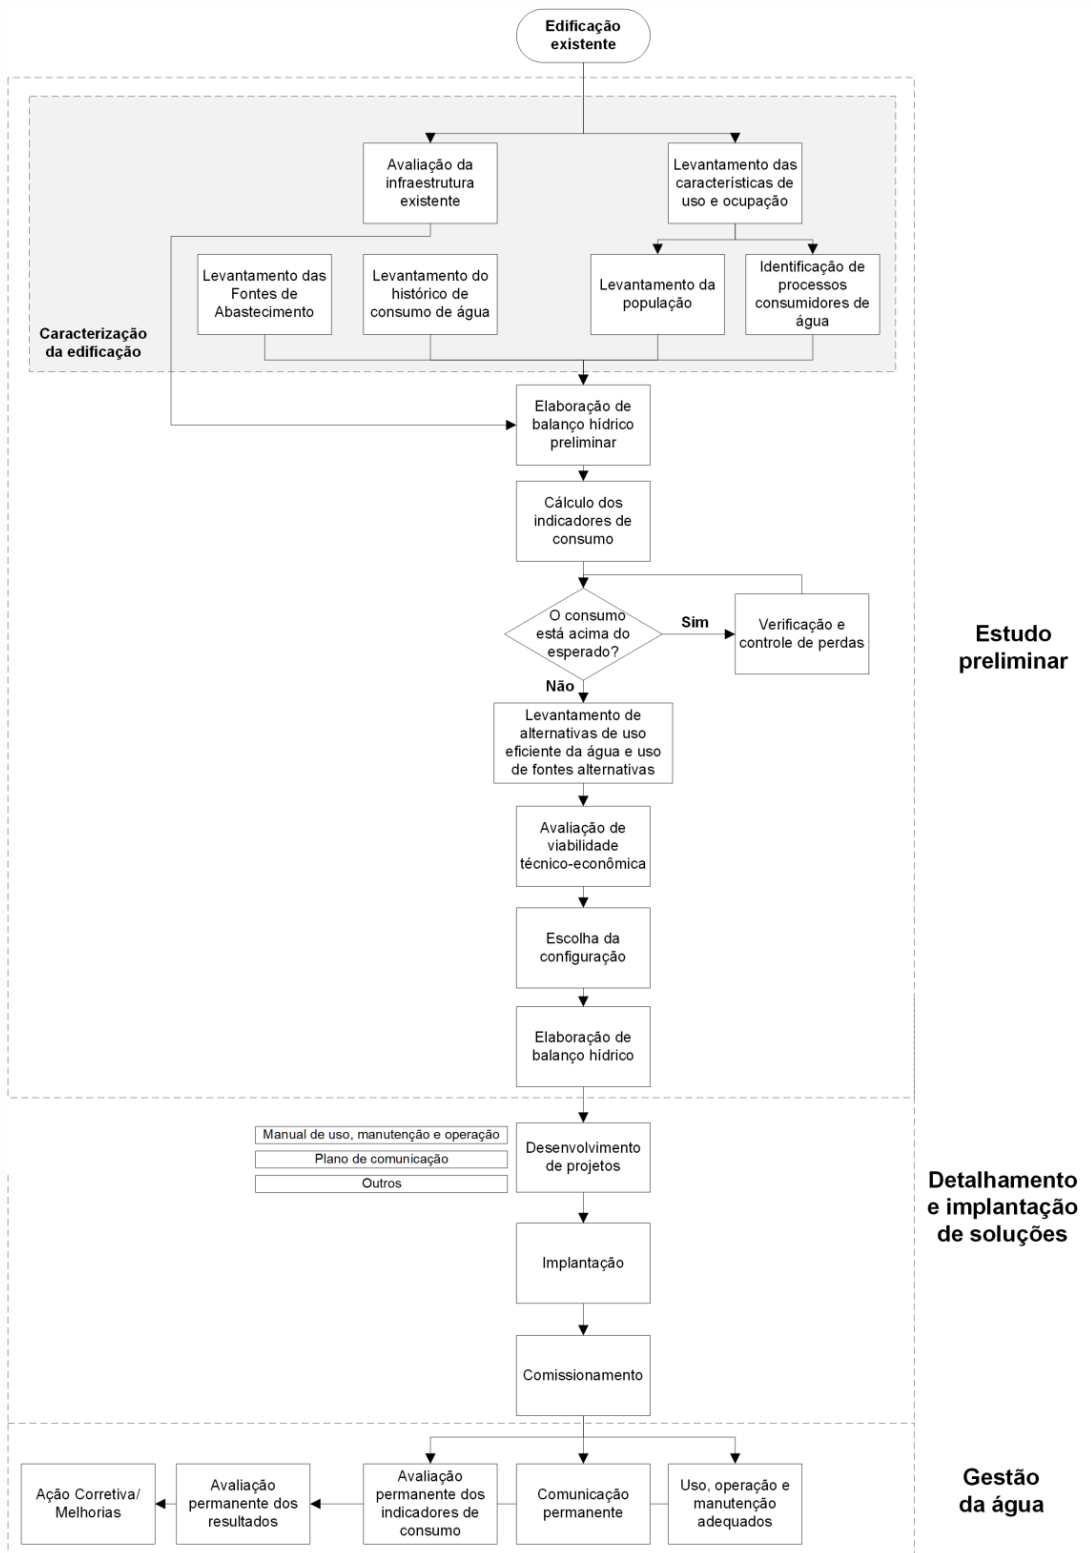 Edificação
existente
Avaliação da
infraestrutura
existente
Levantamento das
características de
uso e ocupação
Levantamento das
Fontes de
Abastecimento
Levantamento do
histórico de
consumo de água
Levantamento da
população
Identificação de
processos
consumidores de
água
Caracterização
da edificação
Elaboração de
balanço hídrico
preliminar
Cálculo dos
indicadores de
consumo
O consumo
está acima do
esperado?
Sim
Verificação e
controle de perdas
Não
Estudo
preliminar
Levantamento de
alternativas de uso
eficiente da água e uso
de fontes alternativas
Avaliação de
viabilidade
técnico-econômica
Escolha da
configuração
Elaboração de
balanço hídrico
Manual de uso, manutenção e operação
Plano de comunicação
Outros
Desenvolvimento
de projetos
Detalhamento
e implantação
de soluções
Implantação
Comissionamento
Ação Corretiva/
Melhorias
Avaliação
permanente dos
resultados
Avaliação
permanente dos
indicadores de
consumo
Comunicação
permanente
Uso, operação e
manutenção
adequados
Gestão
da água